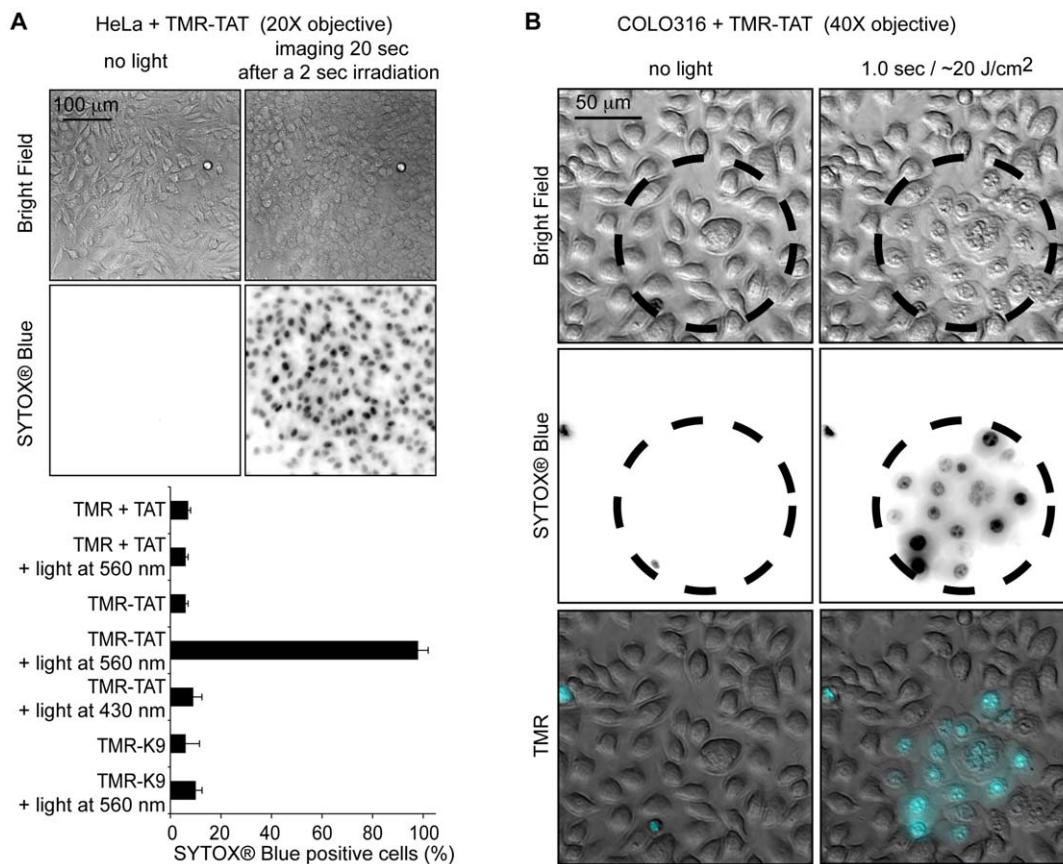 A
HeLa + TMR-TAT (20X objective)
no light
imaging 20 sec
after a 2 sec irradiation
100 μm
Bright Field
SYTOX® Blue
TMR + TAT
TMR + TAT
+ light at 560 nm
TMR-TAT
TMR-TAT
+ light at 560 nm
TMR-TAT
+ light at 430 nm
TMR-K9
TMR-K9
+ light at 560 nm
0 20 40 60 80 100
SYTOX® Blue positive cells (%)
B
COLO316 + TMR-TAT (40X objective)
no light
1.0 sec / ~20 J/cm2
50 μm
Bright Field
SYTOX® Blue
TMR